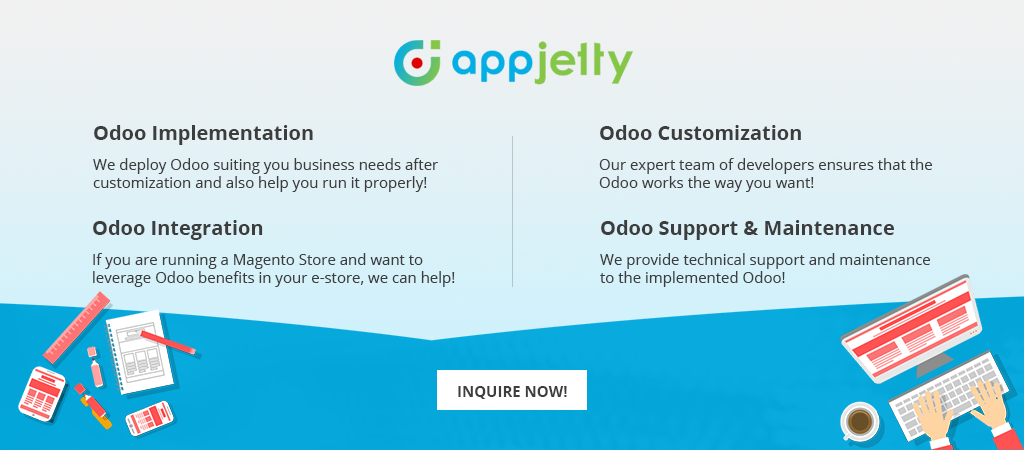 appjetty
Odoo Implementation
We deploy Odoo suiting you business needs after
customization and also help you run it properly!
Odoo Integration
If you are running a Magento Store and want to
leverage Odoo benefits in your e-store, we can help!
Odoo Customization
Our expert team of developers ensures that the
Odoo works the way you want!
Odoo Support & Maintenance
We provide technical support and maintenance
to the implemented Odoo!
INQUIRE NOW!